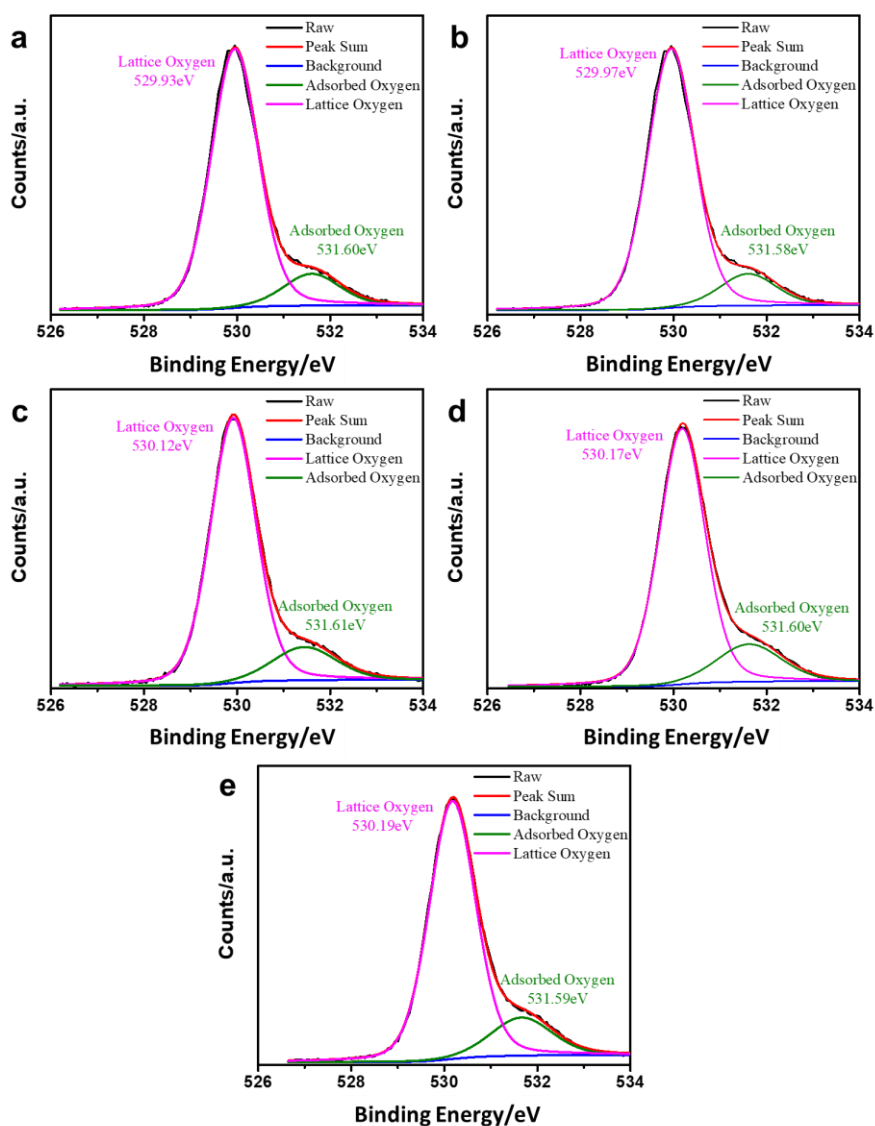 a
Raw
Peak Sum
Background
Adsorbed Oxygen
Lattice Oxygen
Lattice Oxygen
529.93eV
Adsorbed Oxygen
531.60eV
Counts/a.u.
526 528 530 532 534
Binding Energy/eV
b
Raw
Peak Sum
Background
Adsorbed Oxygen
Lattice Oxygen
Lattice Oxygen
529.97eV
Adsorbed Oxygen
531.58eV
Counts/a.u.
526 528 530 532 534
Binding Energy/eV
c
Raw
Peak Sum
Background
Lattice Oxygen
Adsorbed Oxygen
Lattice Oxygen
530.12eV
Adsorbed Oxygen
531.61eV
Counts/a.u.
526 528 530 532 534
Binding Energy/eV
d
Raw
Peak Sum
Background
Lattice Oxygen
Adsorbed Oxygen
Lattice Oxygen
530.17eV
Adsorbed Oxygen
531.60eV
Counts/a.u.
526 528 530 532 534
Binding Energy/eV
e
Raw
Peak Sum
Background
Adsorbed Oxygen
Lattice Oxygen
Lattice Oxygen
530.19eV
Adsorbed Oxygen
531.59eV
Counts/a.u.
526 528 530 532 534
Binding Energy/eV